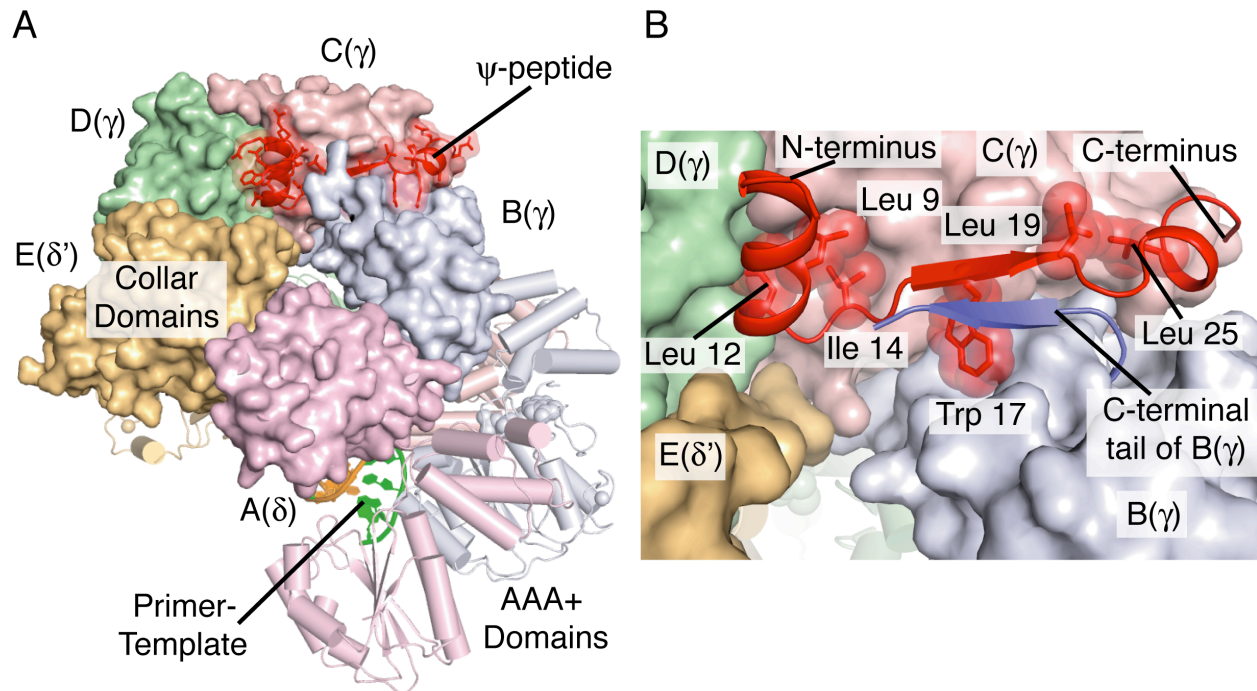 A
C(γ)
ψ-peptide
D(γ)
B(γ)
E(δ’)
Collar
Domains
A(δ)
Primer-
Template
AAA+
Domains
B
D(γ)
N-terminus
C(γ)
C-terminus
Leu 9
Leu 19
Leu 12
Ile 14
Leu 25
Trp 17
C-terminal
tail of B(γ)
E(δ’)
B(γ)